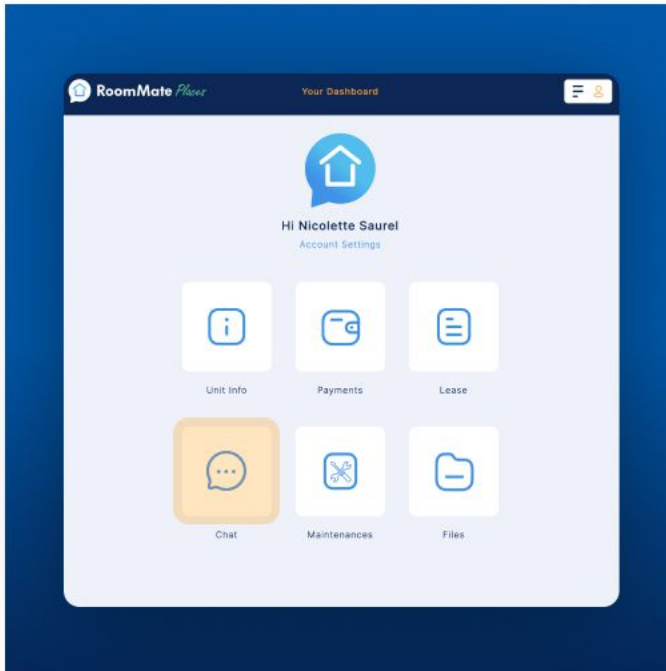 RoomMate Places
Your Dashboard
Hi Nicolette Saurel
Account Settings
Unit Info
Payments
Lease
Chat
Maintenances
Files